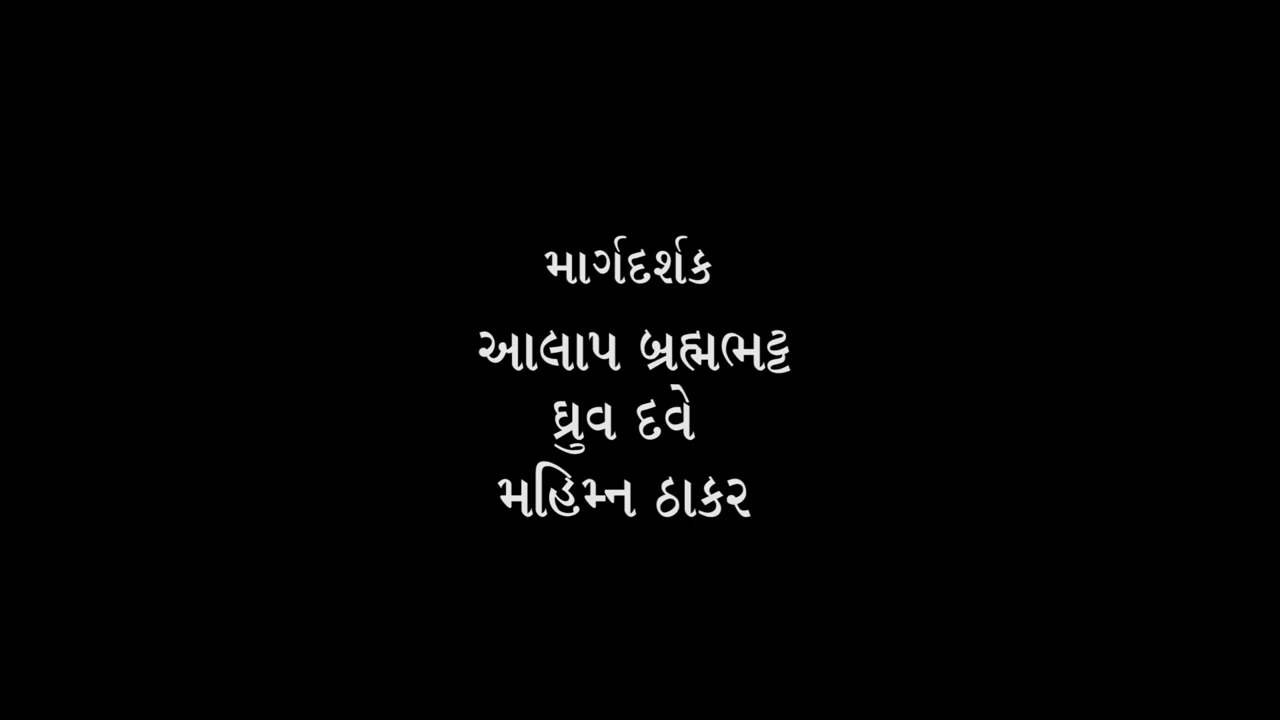 માર્ગદર્શક
આલાપ બ્રહ્મભટ્ટ
ધ્રુવ દવે
મહિમ્ન ઠાકર